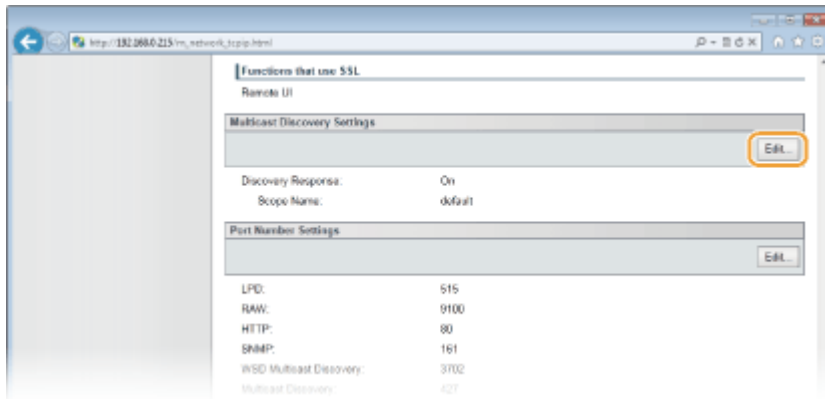 http://192.168.0.215/m_network_tcpip.html
Functions that use SSL
Remote UI
Multicast Discovery Settings
Edit...
Discovery Response: On
Scope Name: default
Port Number Settings
Edit...
LPD: 515
RAW: 9100
HTTP: 80
SNMP: 161
WSD Multicast Discovery: 3702
Multicast Discovery: 427